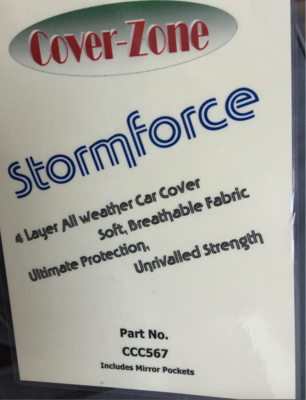 Cover-Zone
Stormforce
4 Layer All weather Car Cover
Soft, Breathable Fabric
Ultimate Protection,
Unrivalled Strength
Part No.
CCC567
Includes Mirror Pockets